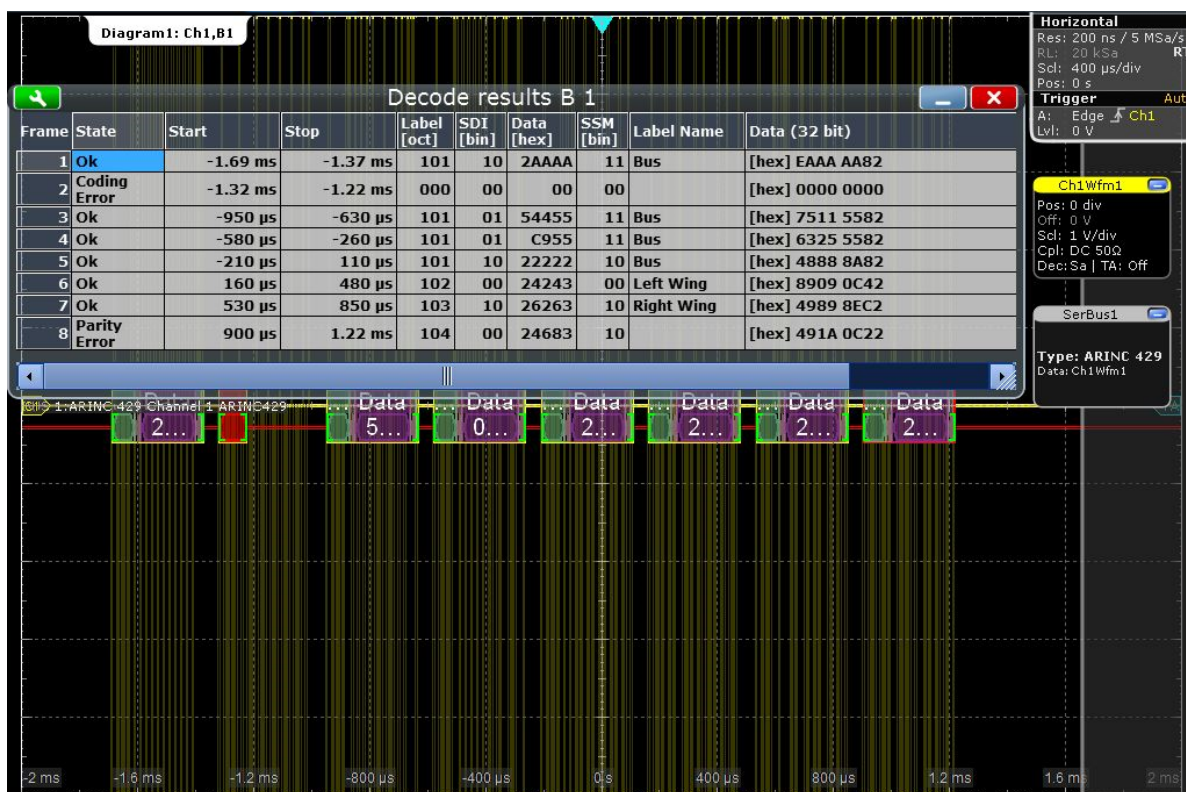 Diagram1: Ch1,B1
Horizontal
Res: 200 ns / 5 MSa/s
RL: 20 kSa
Scl: 400 µs/div
Pos: 0 s
Trigger Aut
A: Edge Ch1
Lvl: 0 V
Decode results B 1
Frame State Start Stop Label [oct] SDI [bin] Data [hex] SSM [bin] Label Name Data (32 bit)
1 Ok -1.69 ms -1.37 ms 101 10 2AAAA 11 Bus [hex] EAAA AA82
2 Coding Error -1.32 ms -1.22 ms 000 00 00 00 [hex] 0000 0000
3 Ok -950 µs -630 µs 101 01 54455 11 Bus [hex] 7511 5582
4 Ok -580 µs -260 µs 101 01 C955 11 Bus [hex] 6325 5582
5 Ok -210 µs 110 µs 101 10 22222 10 Bus [hex] 4888 8A82
6 Ok 160 µs 480 µs 102 00 24243 00 Left Wing [hex] 8909 0C42
7 Ok 530 µs 850 µs 103 10 26263 10 Right Wing [hex] 4989 8EC2
8 Parity Error 900 µs 1.22 ms 104 00 24683 10 [hex] 491A 0C22
Ch1Wfm1
Pos: 0 div
Off: 0 V
Scl: 1 V/div
Cpl: DC 50Ω
Dec:Sa | TA: Off
SerBus1
Type: ARINC 429
Data: Ch1Wfm1
1:ARINC 429 Channel 1 ARINC429
Data ... Data ... Data ... Data ... Data ... Data ... Data
2... 5... 0... 2... 2... 2... 2...
-2 ms -1.6 ms -1.2 ms -800 µs -400 µs 0 s 400 µs 800 µs 1.2 ms 1.6 ms 2 ms